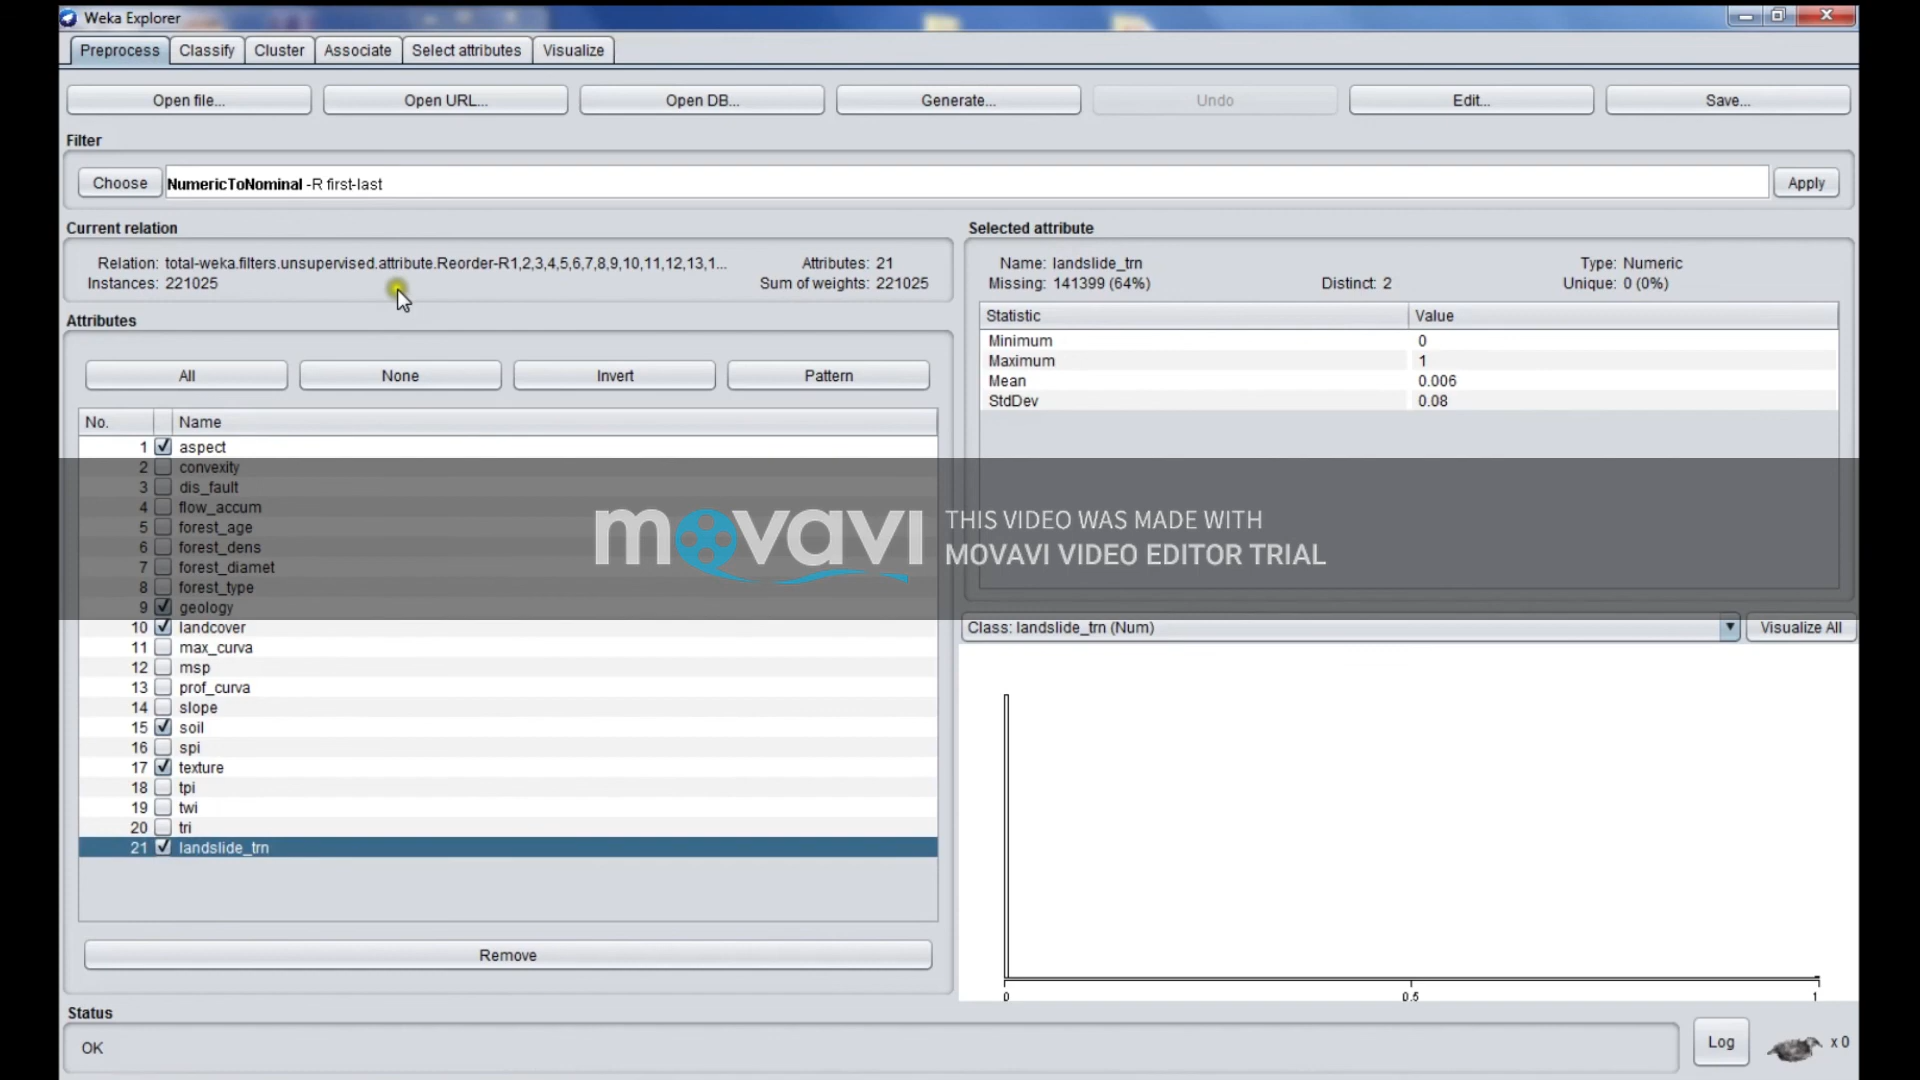 Weka Explorer
Preprocess Classify Cluster Associate Select attributes Visualize
Open file... Open URL... Open DB... Generate... Undo Edit... Save...
Filter
Choose NumericToNominal -R first-last Apply
Current relation
Relation: total-weka.filters.unsupervised.attribute.Reorder-R1,2,3,4,5,6,7,8,9,10,11,12,13,1... Attributes: 21
Instances: 221025 Sum of weights: 221025
Selected attribute
Name: landslide_trn Type: Numeric
Missing: 141399 (64%) Distinct: 2 Unique: 0 (0%)
Statistic Value
Minimum 0
Maximum 1
Mean 0.006
StdDev 0.08
Attributes
All None Invert Pattern
No. Name
1 aspect
2 convexity
3 dis_fault
4 flow_accum
5 forest_age
6 forest_dens
7 forest_diamet
8 forest_type
9 geology
10 landcover
11 max_curva
12 msp
13 prof_curva
14 slope
15 soil
16 spi
17 texture
18 tpi
19 twi
20 tri
21 landslide_trn
Remove
movavi
THIS VIDEO WAS MADE WITH
MOVAVI VIDEO EDITOR TRIAL
Class: landslide_trn (Num) Visualize All
0 0.5 1
Status
OK
Log x 0